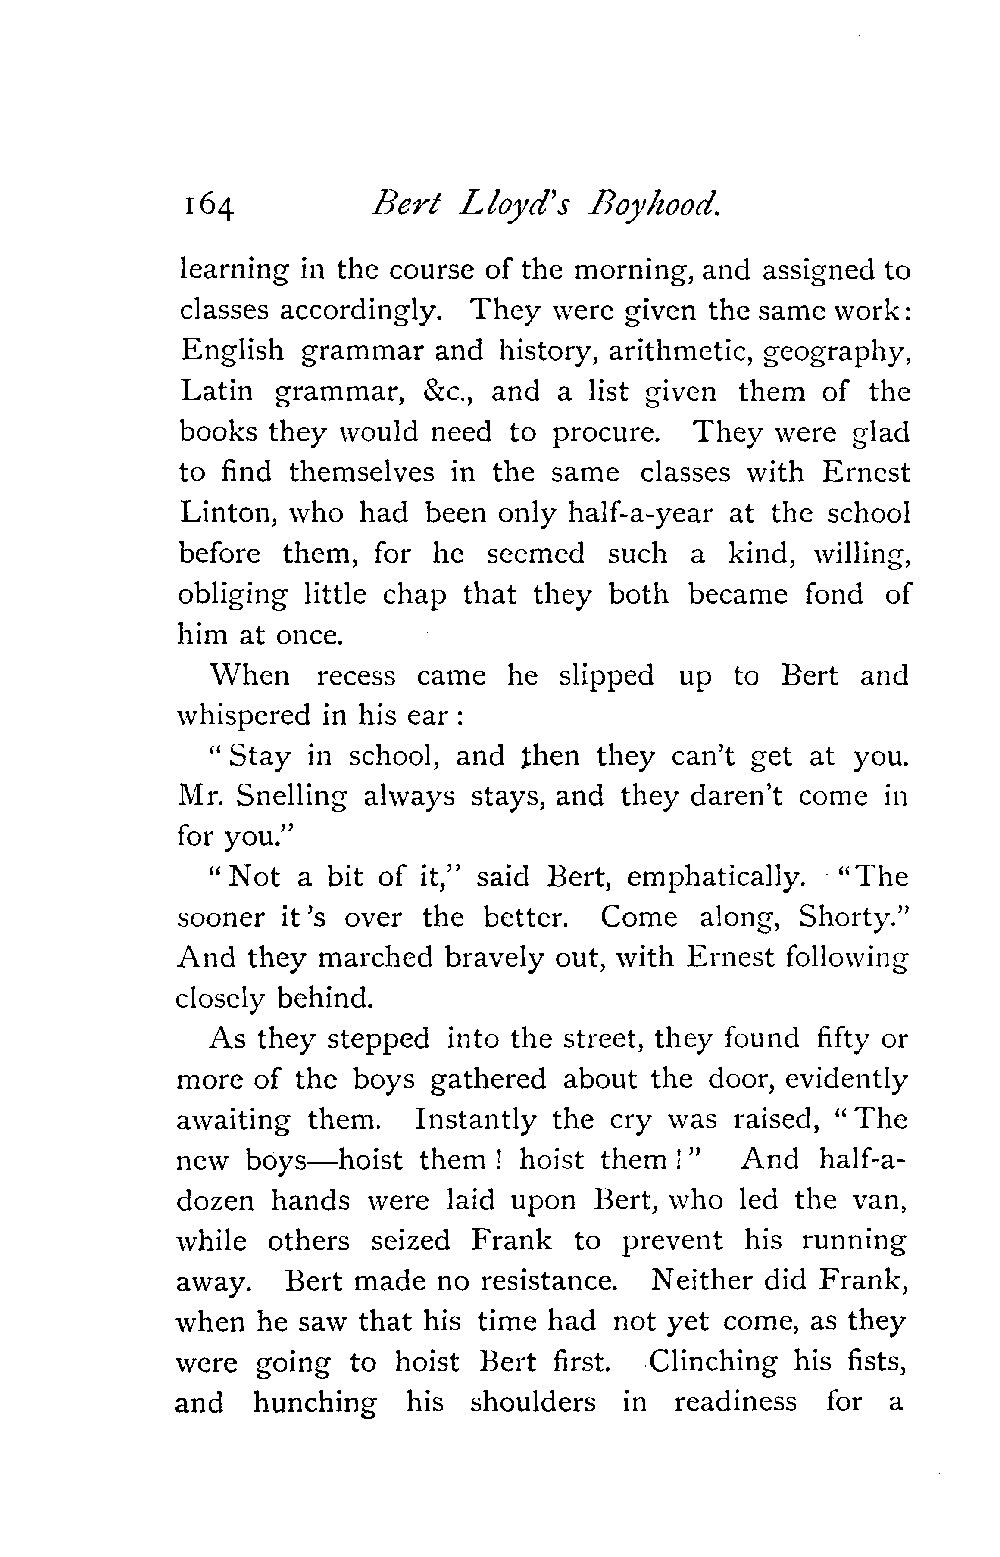 164 Bert Lloyd's Boyhood.
learning in the course of the morning, and assigned to
classes accordingly. They were given the same work:
English grammar and history, arithmetic, geography,
Latin grammar, &c., and a list given them of the
books they would need to procure. They were glad
to find themselves in the same classes with Ernest
Linton, who had been only half-a-year at the school
before them, for he seemed such a kind, willing,
obliging little chap that they both became fond of
him at once.
When recess came he slipped up to Bert and
whispered in his ear :
"Stay in school, and then they can't get at you.
Mr. Snelling always stays, and they daren't come in
for you."
"Not a bit of it," said Bert, emphatically. "The
sooner it's over the better. Come along, Shorty."
And they marched bravely out, with Ernest following
closely behind.
As they stepped into the street, they found fifty or
more of the boys gathered about the door, evidently
awaiting them. Instantly the cry was raised, "The
new boys—hoist them ! hoist them !" And half-a-
dozen hands were laid upon Bert, who led the van,
while others seized Frank to prevent his running
away. Bert made no resistance. Neither did Frank,
when he saw that his time had not yet come, as they
were going to hoist Bert first. Clinching his fists,
and hunching his shoulders in readiness for a